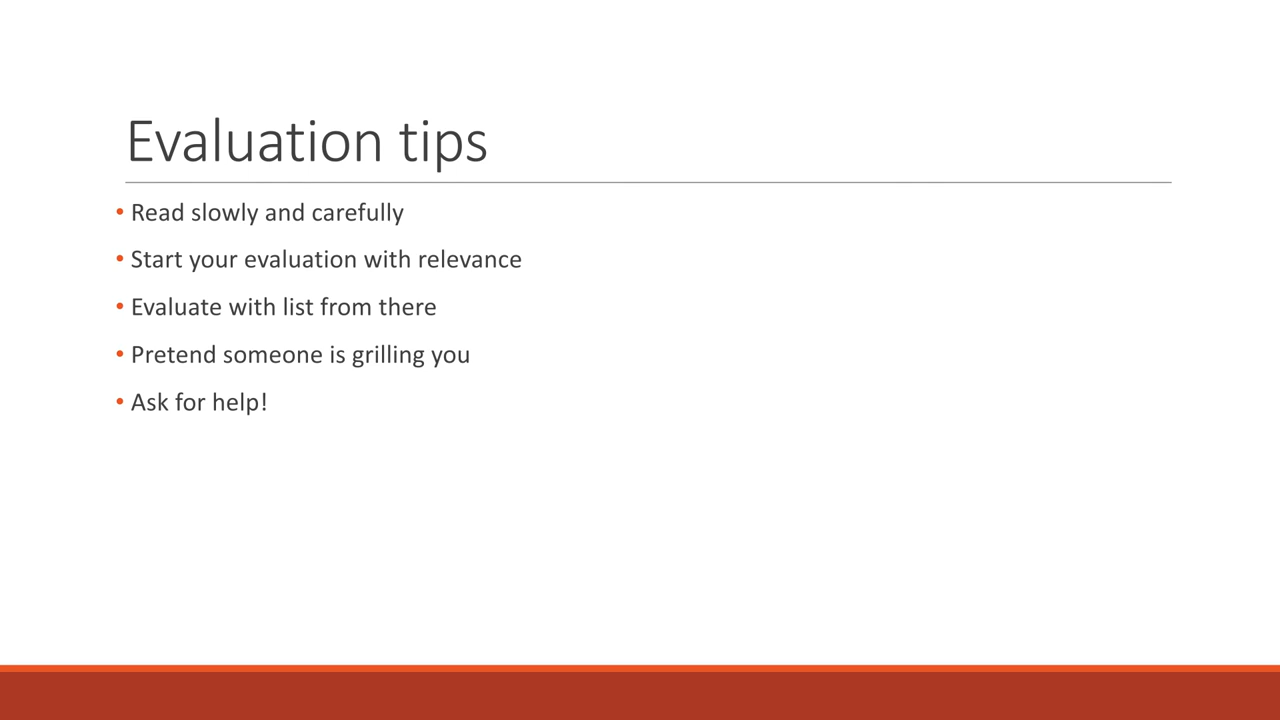 Evaluation tips
• Read slowly and carefully
• Start your evaluation with relevance
• Evaluate with list from there
• Pretend someone is grilling you
• Ask for help!